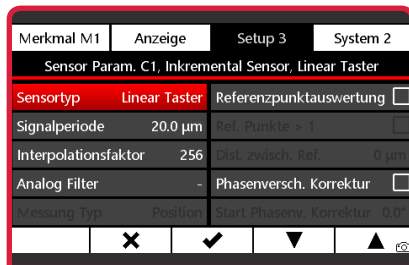 Merkmal M1 Anzeige Setup 3 System 2
Sensor Param. C1, Inkremental Sensor, Linear Taster
Sensortyp Linear Taster Referenzpunktauswertung
Signalperiode 20.0 µm Ref. Punkte > 1
Interpolationsfaktor 256 Dist. zwisch. Ref. 0 µm
Analog Filter - Phasenversch. Korrektur
Messung Typ Position Start Phasenv. Korrektur 0.0°